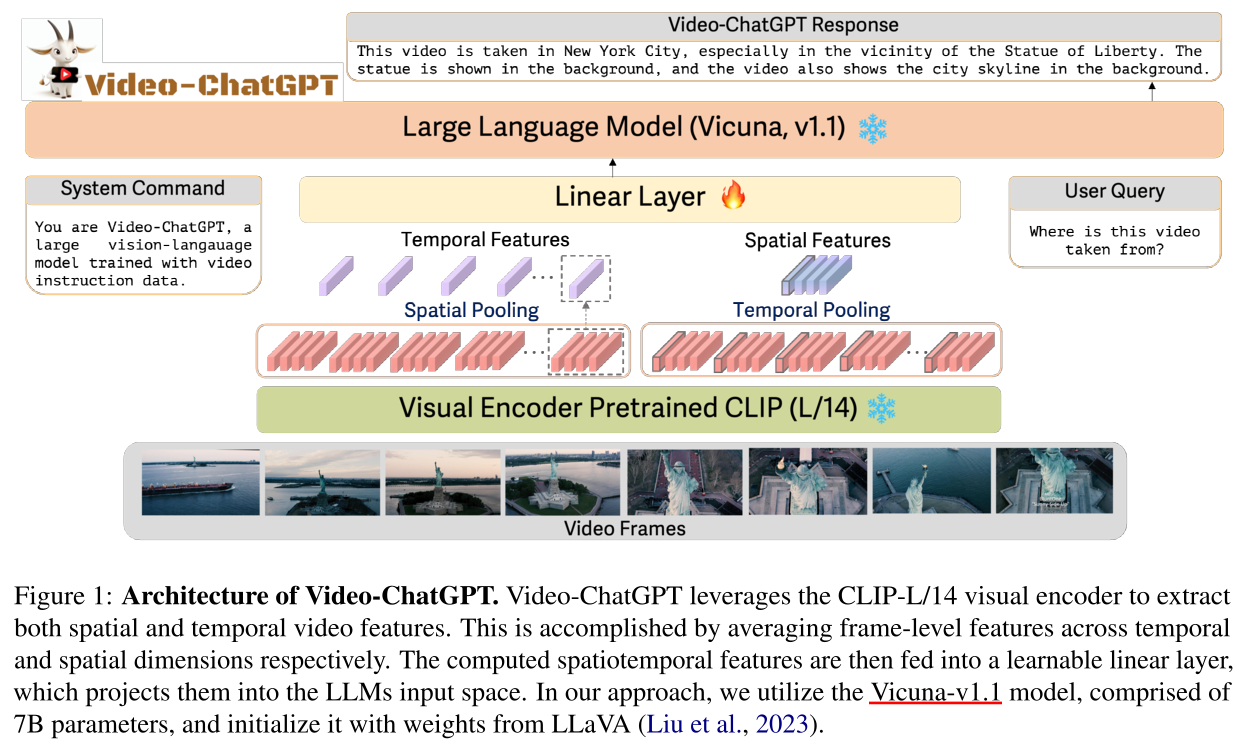 Video-ChatGPT
Video-ChatGPT Response
This video is taken in New York City, especially in the vicinity of the Statue of Liberty. The
statue is shown in the background, and the video also shows the city skyline in the background.
Large Language Model (Vicuna, v1.1)
System Command
You are Video-ChatGPT, a
large vision-langauage
model trained with video
instruction data.
Linear Layer
User Query
Where is this video
taken from?
Temporal Features
Spatial Features
Spatial Pooling
Temporal Pooling
Visual Encoder Pretrained CLIP (L/14)
Video Frames
Figure 1: Architecture of Video-ChatGPT. Video-ChatGPT leverages the CLIP-L/14 visual encoder to extract
both spatial and temporal video features. This is accomplished by averaging frame-level features across temporal
and spatial dimensions respectively. The computed spatiotemporal features are then fed into a learnable linear layer,
which projects them into the LLMs input space. In our approach, we utilize the Vicuna-v1.1 model, comprised of
7B parameters, and initialize it with weights from LLaVA (Liu et al., 2023).